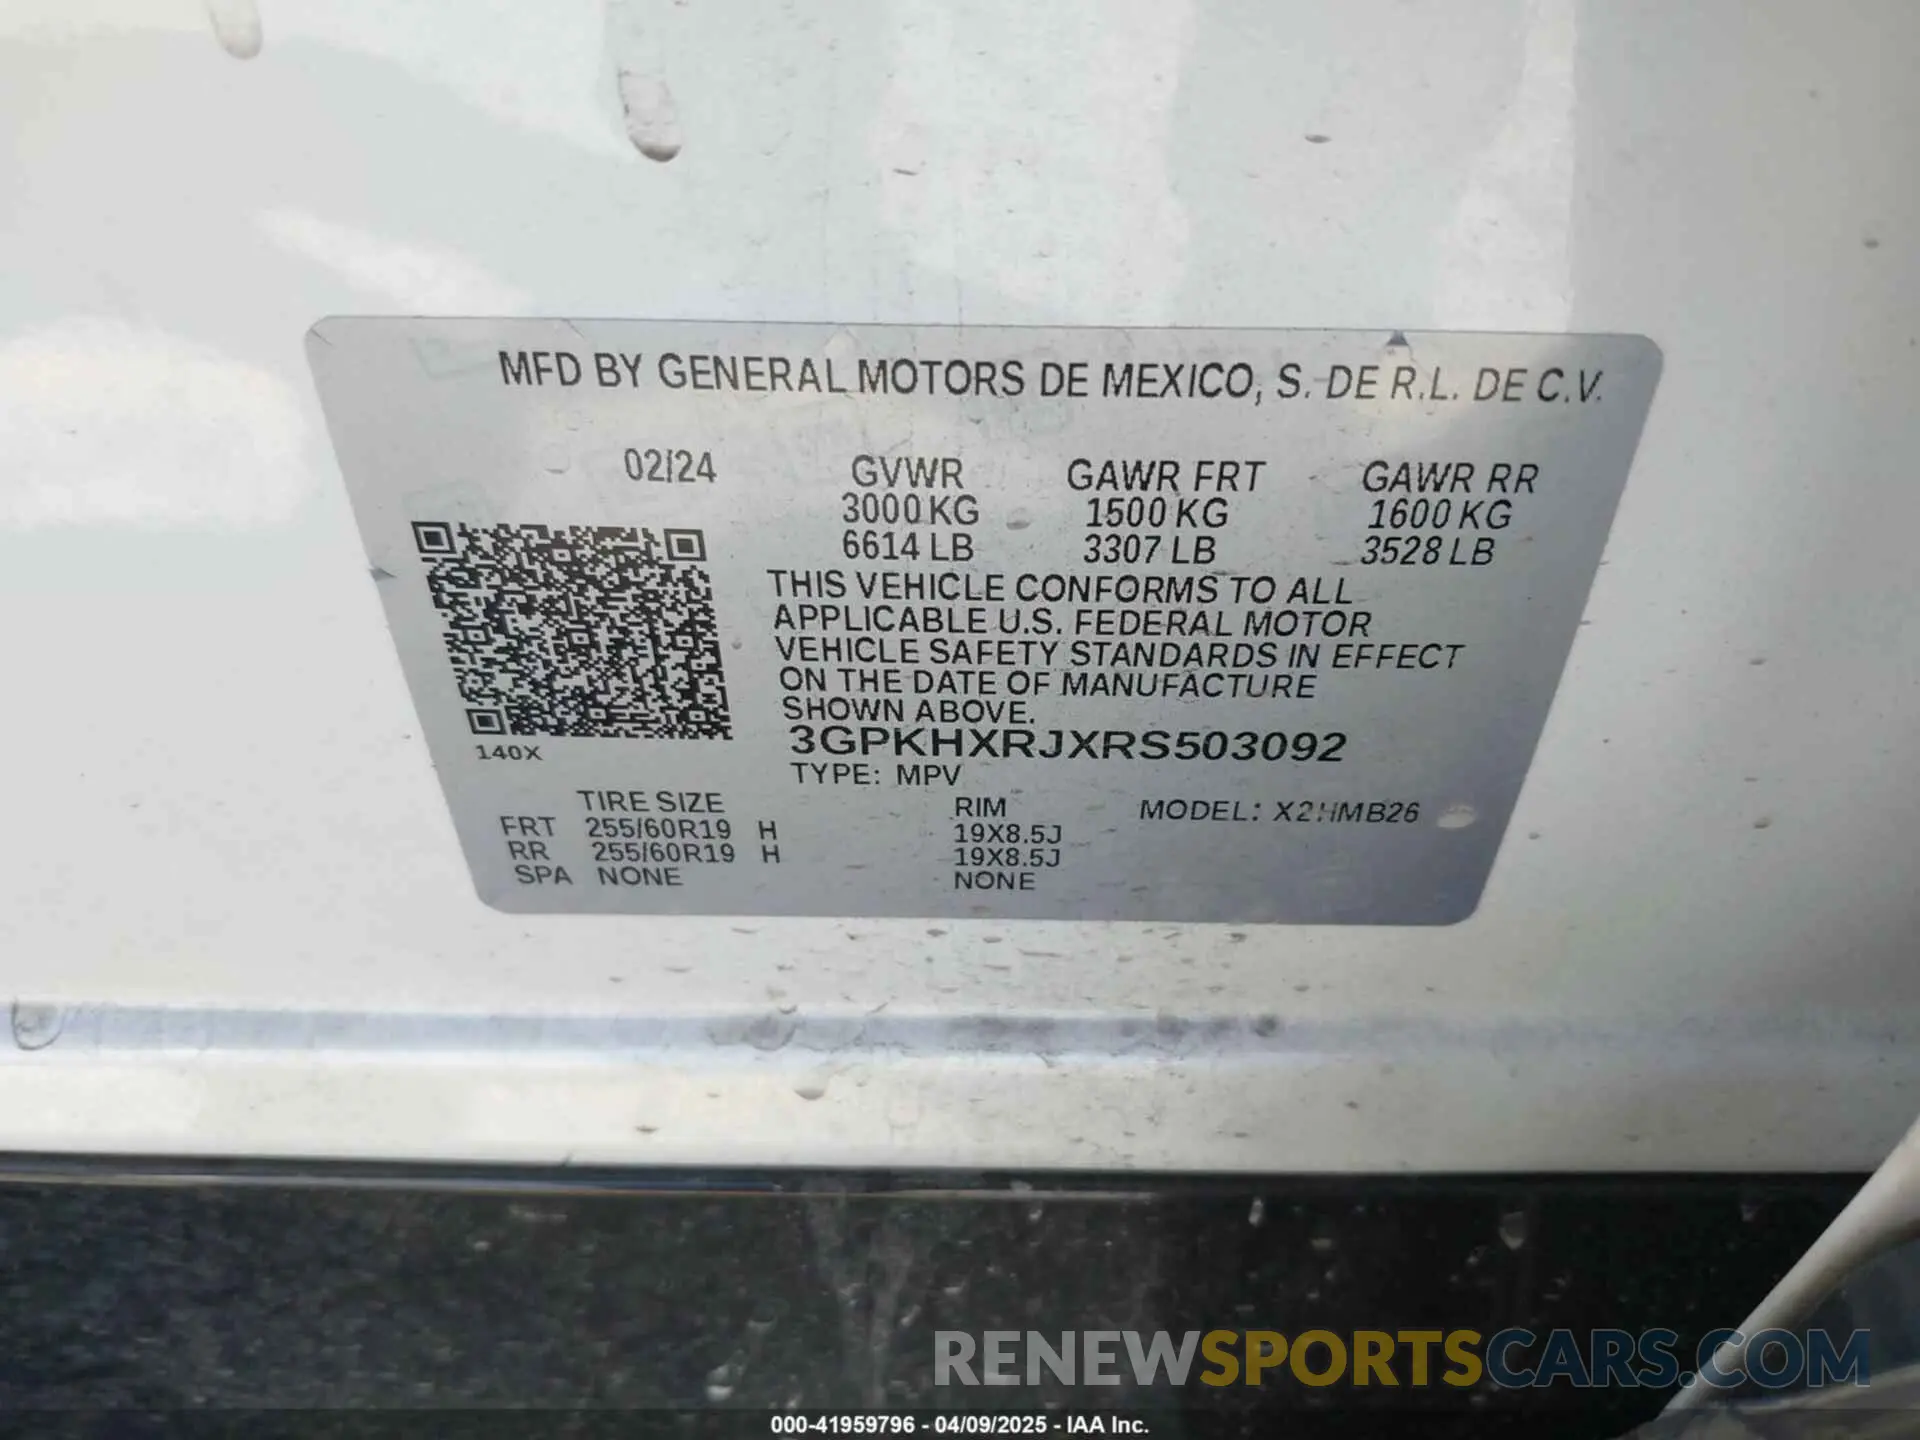 MFD BY GENERAL MOTORS DE MEXICO, S. DE R.L. DE C.V.
02/24
GVWR GAWR FRT GAWR RR
3000 KG 1500 KG 1600 KG
6614 LB 3307 LB 3528 LB
THIS VEHICLE CONFORMS TO ALL
APPLICABLE U.S. FEDERAL MOTOR
VEHICLE SAFETY STANDARDS IN EFFECT
ON THE DATE OF MANUFACTURE
SHOWN ABOVE.
3GPKHXRJXRS503092
140X
TYPE: MPV
TIRE SIZE RIM MODEL: X2HMB26
FRT 255/60R19 H 19X8.5J
RR 255/60R19 H 19X8.5J
SPA NONE NONE
RENEWSPORTSCARS.COM
000-41959796 - 04/09/2025 - IAA Inc.